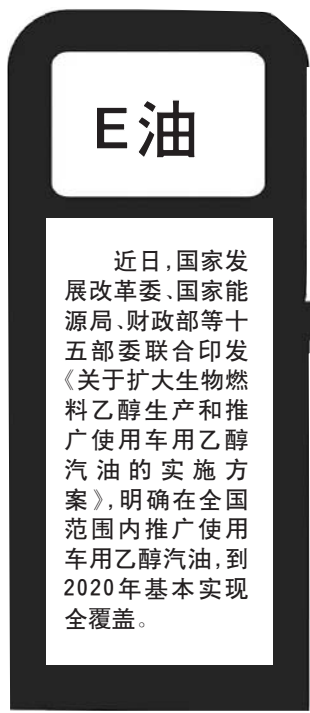 E油
近日,国家发
展改革委、国家能
源局、财政部等十
五部委联合印发
《关于扩大生物燃
料乙醇生产和推
广使用车用乙醇
汽油的实施方
案》,明确在全国
范围内推广使用
车用乙醇汽油,到
2020年基本实现
全覆盖。